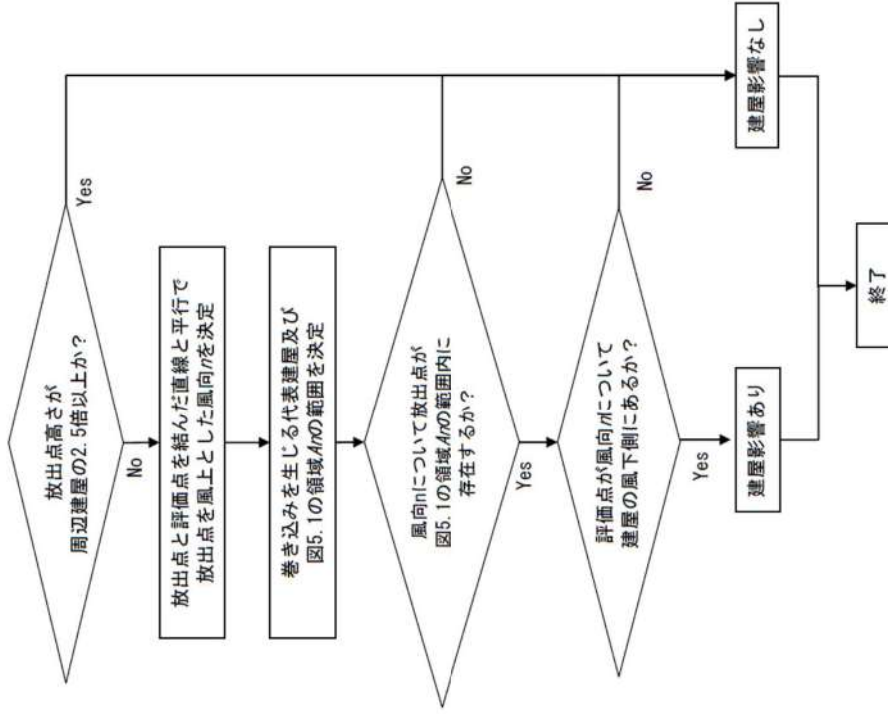 放出点高さが
周辺建屋の2.5倍以上か？
Yes
No
放出点と評価点を結んだ直線と平行で
放出点を風上とした風向nを決定
巻き込みを生じる代表建屋及び
図5.1の領域Anの範囲を決定
風向nについて放出点が
図5.1の領域Anの範囲内に
存在するか？
No
Yes
評価点が風向nについて
建屋の風下側にあるか？
No
Yes
建屋影響あり
建屋影響なし
終了